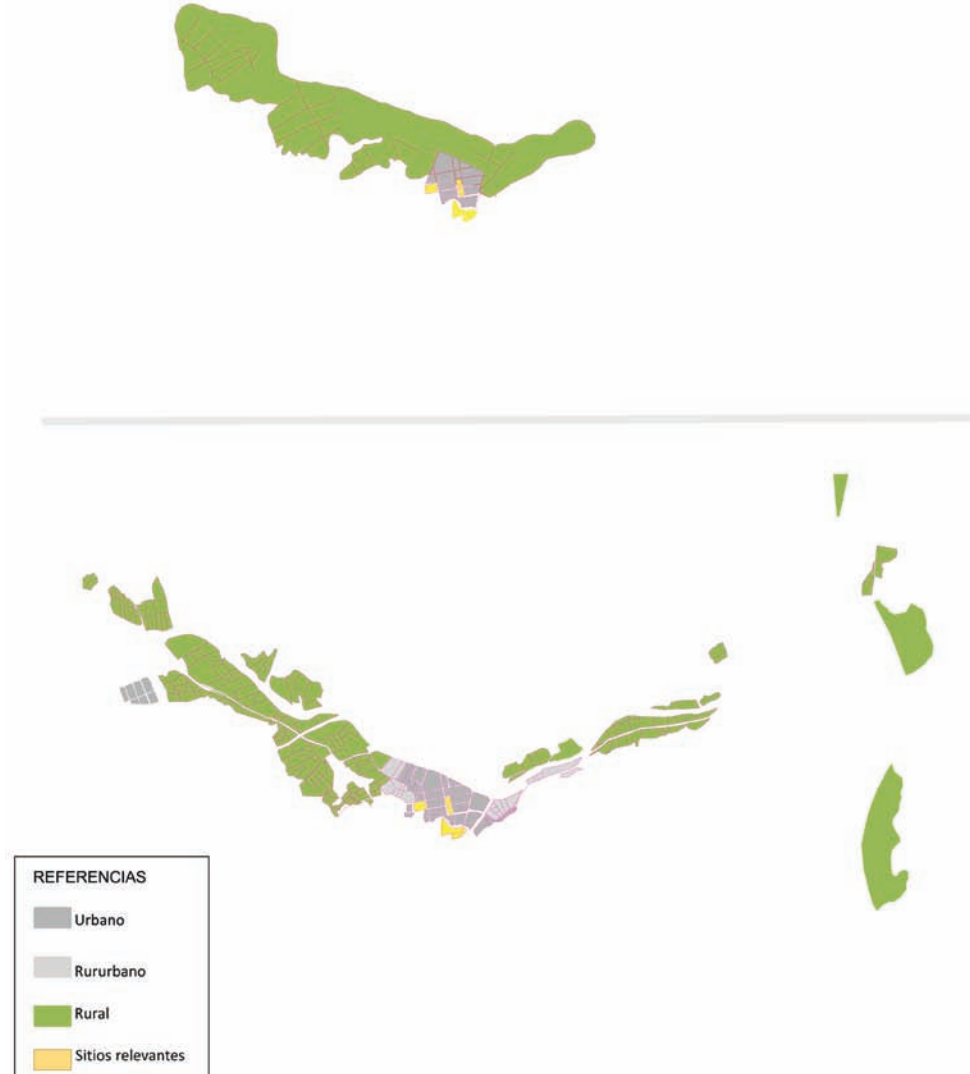 REFERENCIAS
Urbano
Rururbano
Rural
Sitios relevantes